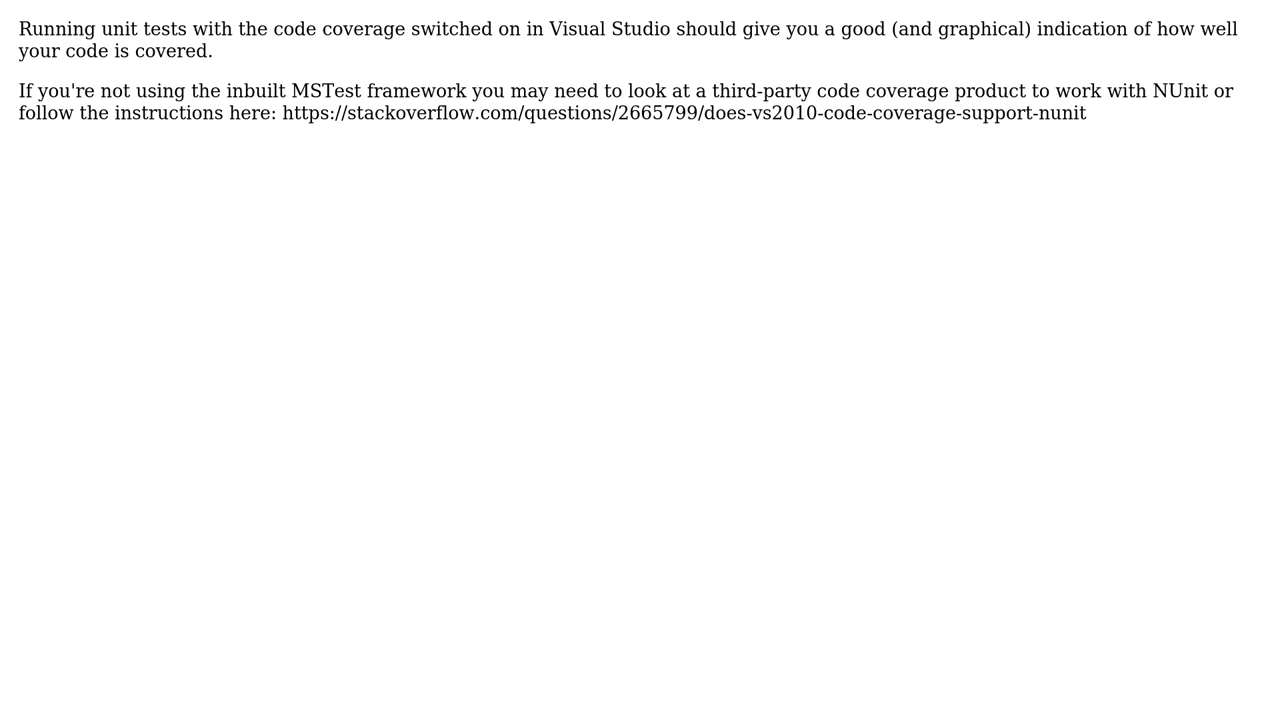 Running unit tests with the code coverage switched on in Visual Studio should give you a good (and graphical) indication of how well
your code is covered.
If you're not using the inbuilt MSTest framework you may need to look at a third-party code coverage product to work with NUnit or
follow the instructions here: https://stackoverflow.com/questions/2665799/does-vs2010-code-coverage-support-nunit